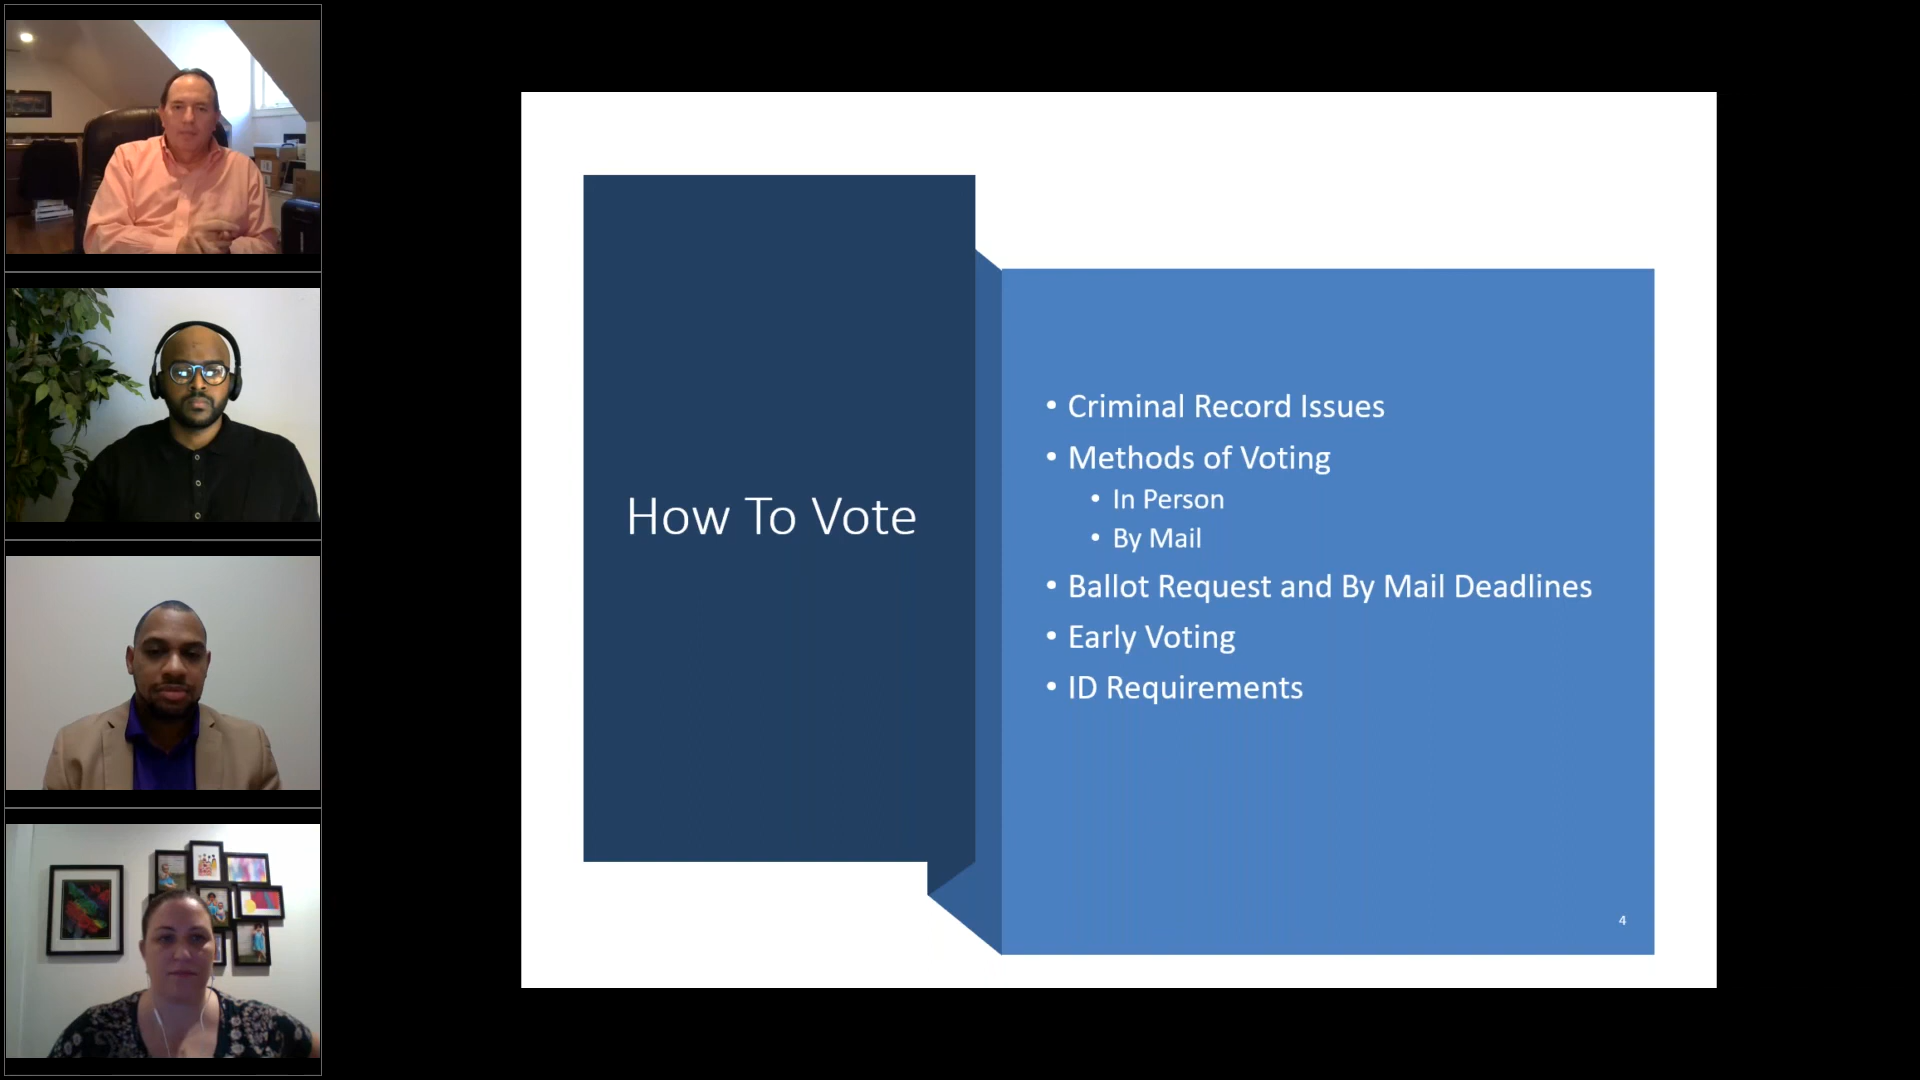 How To Vote
• Criminal Record Issues
• Methods of Voting
• In Person
• By Mail
• Ballot Request and By Mail Deadlines
• Early Voting
• ID Requirements
4